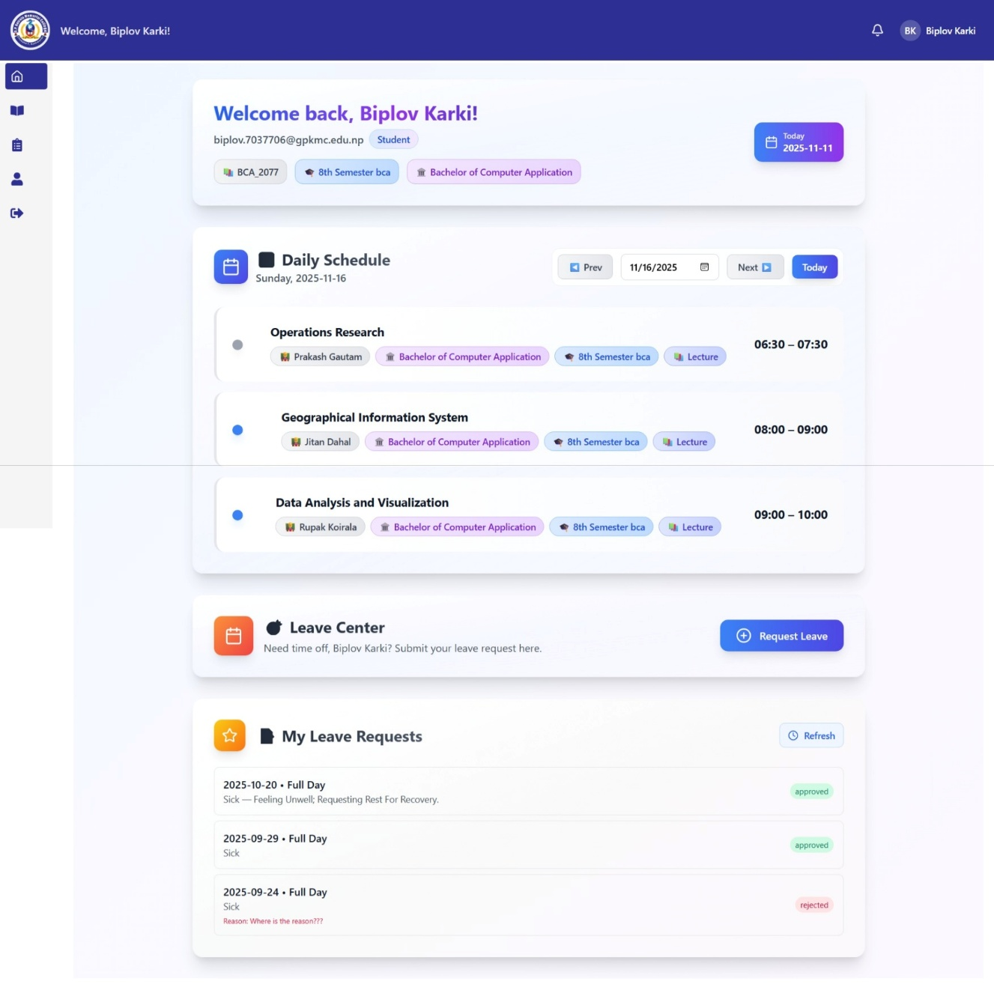 Welcome, Biplov Karki!
BK Biplov Karki
Welcome back, Biplov Karki!
biplov.7037706@gpkmc.edu.np Student
BCA_2077 8th Semester bca Bachelor of Computer Application
Today
2025-11-11
Daily Schedule
Sunday, 2025-11-16
Prev 11/16/2025 Next Today
Operations Research
Prakash Gautam Bachelor of Computer Application 8th Semester bca Lecture
06:30 – 07:30
Geographical Information System
Jitan Dahal Bachelor of Computer Application 8th Semester bca Lecture
08:00 – 09:00
Data Analysis and Visualization
Rupak Koirala Bachelor of Computer Application 8th Semester bca Lecture
09:00 – 10:00
Leave Center
Need time off, Biplov Karki? Submit your leave request here.
Request Leave
My Leave Requests
Refresh
2025-10-20 • Full Day
Sick — Feeling Unwell; Requesting Rest For Recovery.
approved
2025-09-29 • Full Day
Sick
approved
2025-09-24 • Full Day
Sick
Reason: Where is the reason???
rejected